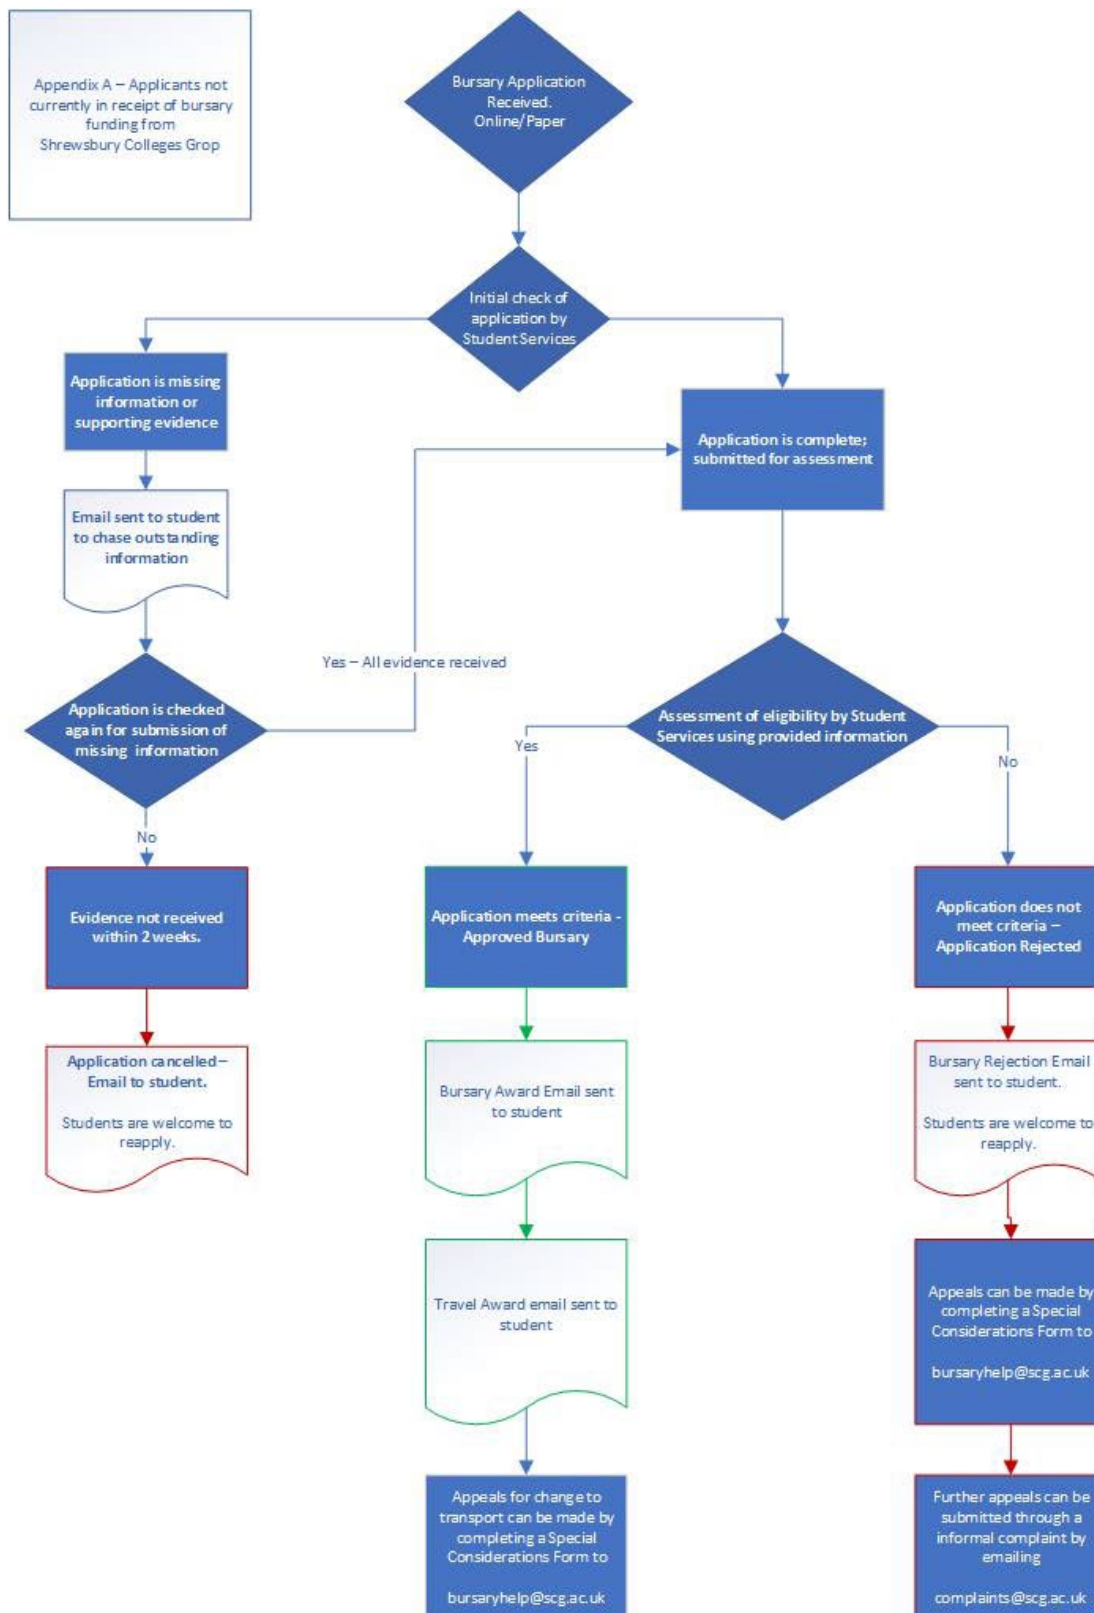 Appendix A – Applicants not
currently in receipt of bursary
funding from
Shrewsbury Colleges Grop
Bursary Application
Received.
Online/Paper
Initial check of
application by
Student Services
Application is missing
information or
supporting evidence
Application is complete;
submitted for assessment
Email sent to student
to chase outstanding
information
Yes – All evidence received
Application is checked
again for submission of
missing information
Assessment of eligibility by Student
Services using provided information
Yes
No
No
Evidence not received
within 2 weeks.
Application meets criteria -
Approved Bursary
Application does not
meet criteria –
Application Rejected
Application cancelled –
Email to student.
Students are welcome to
reapply.
Bursary Award Email sent
to student
Bursary Rejection Email
sent to student.
Students are welcome to
reapply.
Travel Award email sent to
student
Appeals can be made by
completing a Special
Considerations Form to
bursaryhelp@scg.ac.uk
Appeals for change to
transport can be made by
completing a Special
Considerations Form to
bursaryhelp@scg.ac.uk
Further appeals can be
submitted through a
informal complaint by
emailing
complaints@scg.ac.uk